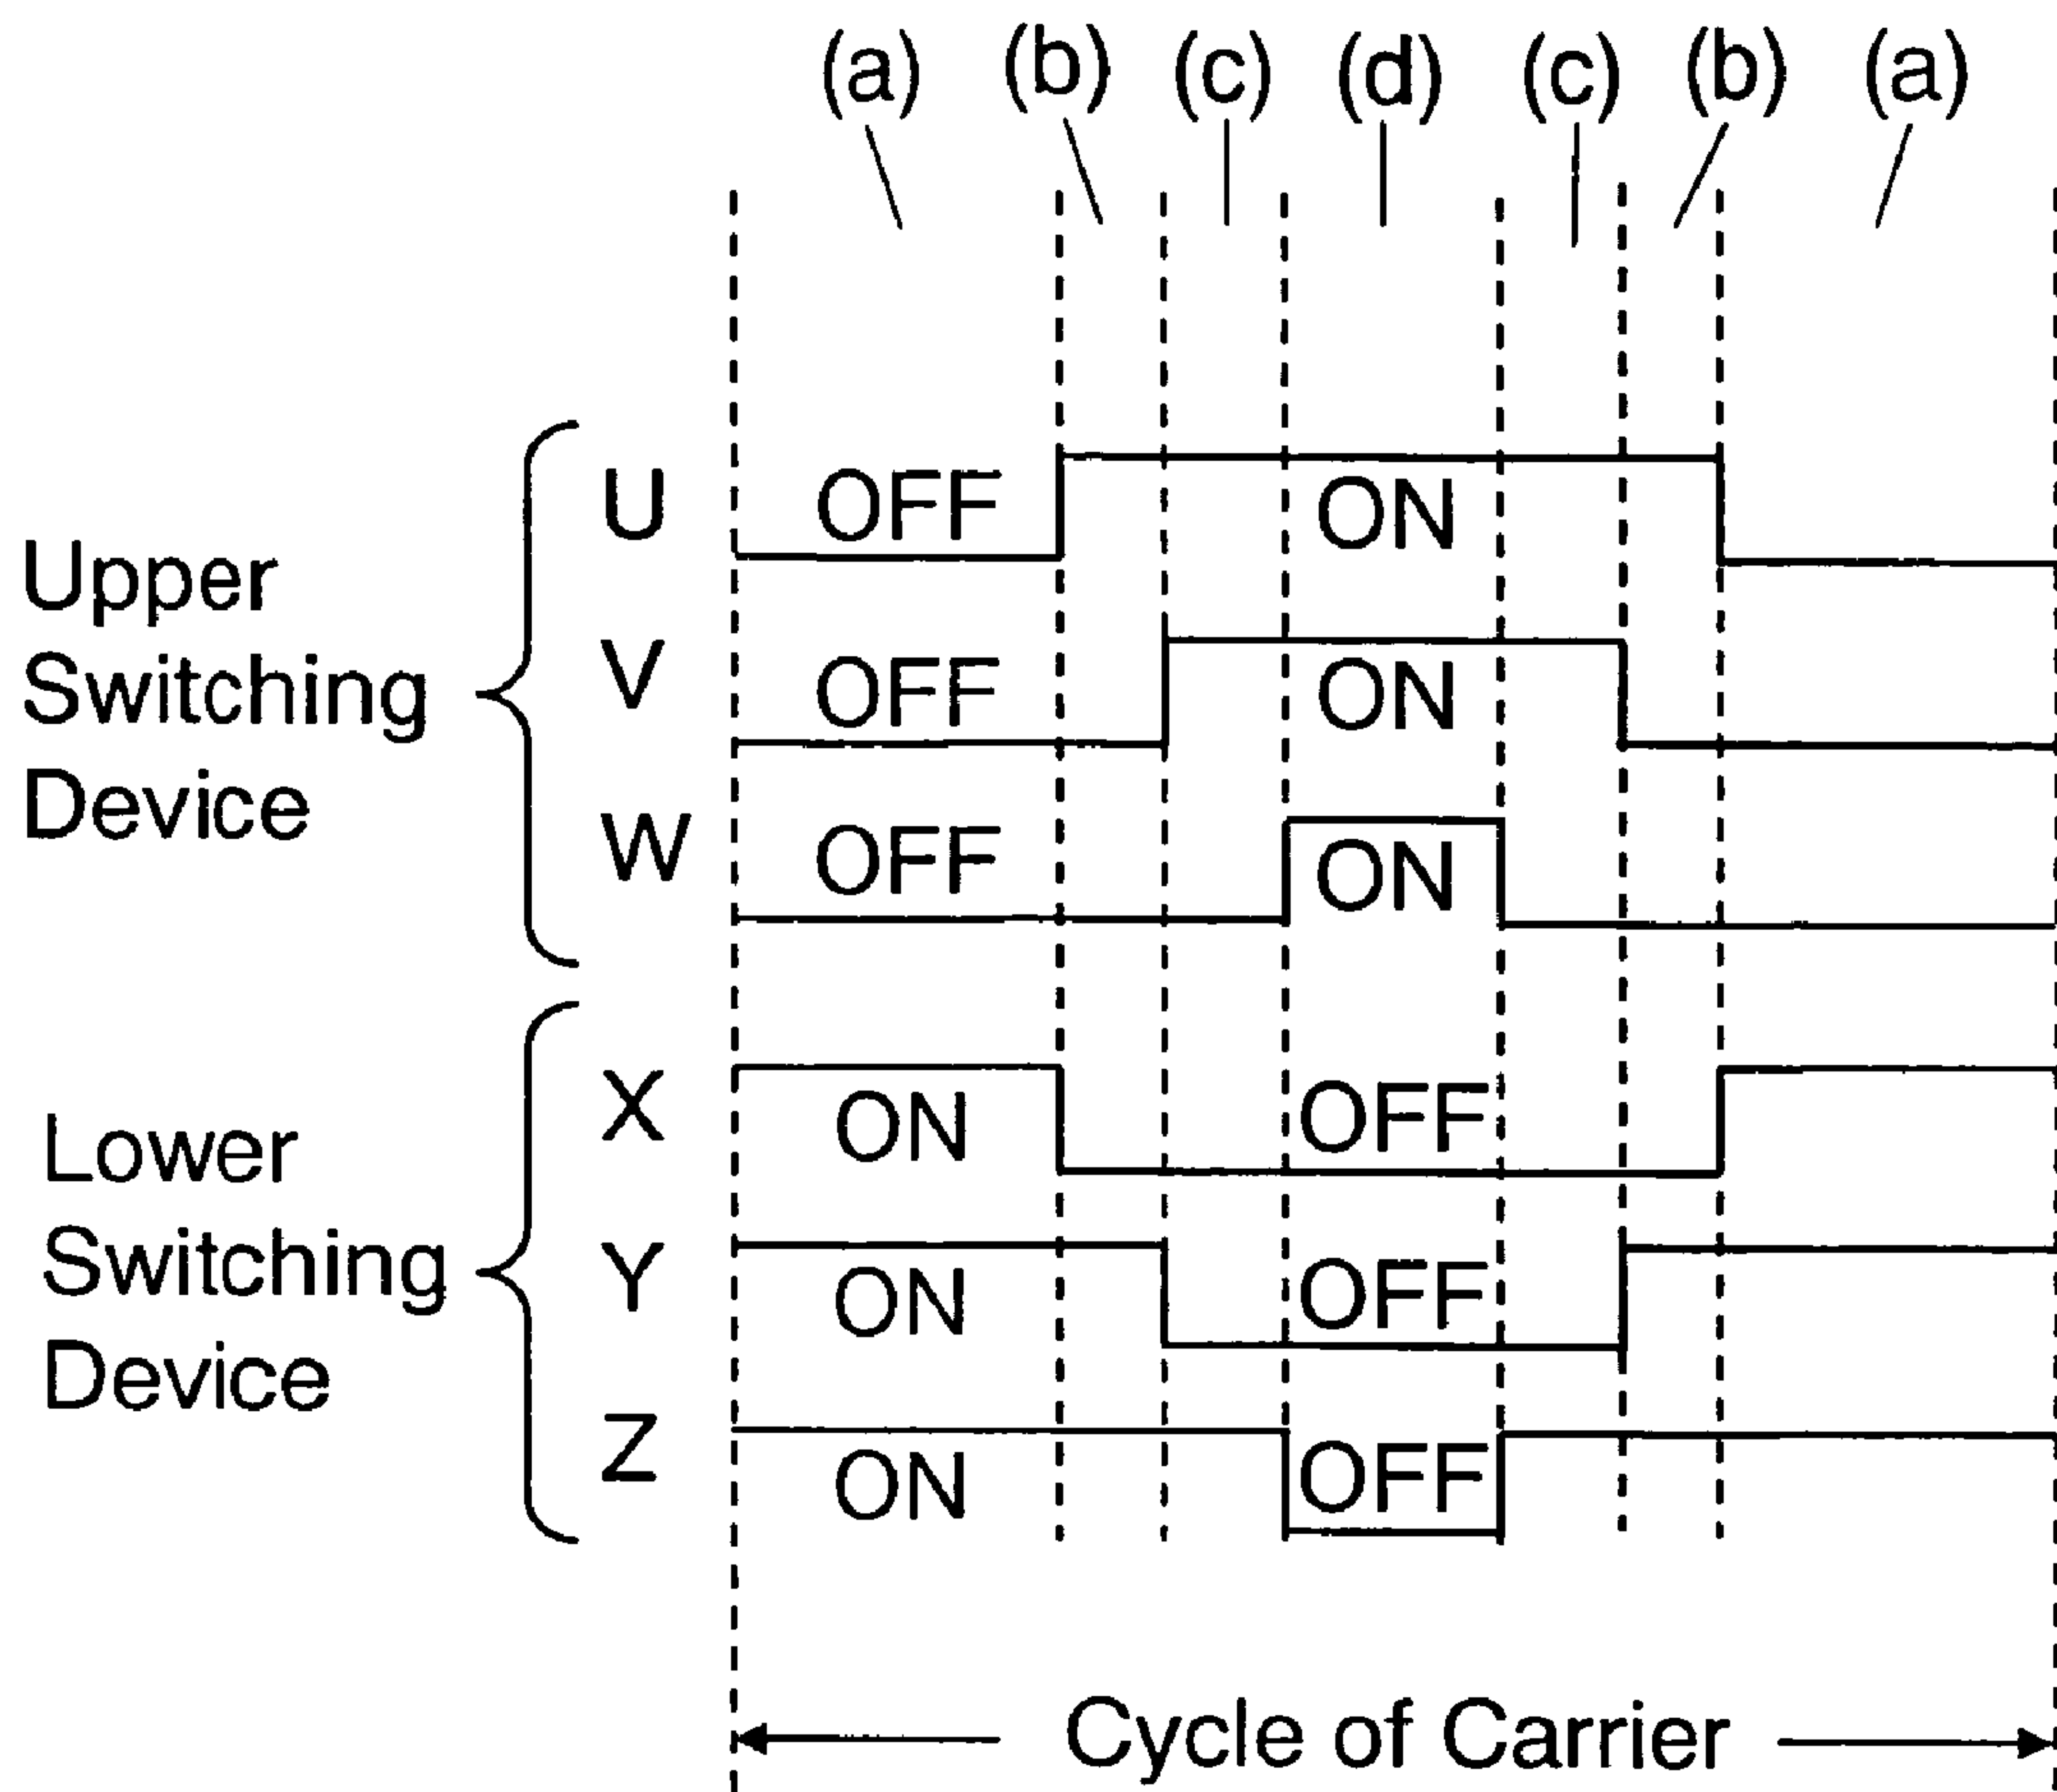 (a) (b) (c) (d) (c) (b) (a)
Upper
Switching
Device
U OFF ON
V OFF ON
W OFF ON
Lower
Switching
Device
X ON OFF
Y ON OFF
Z ON OFF
Cycle of Carrier